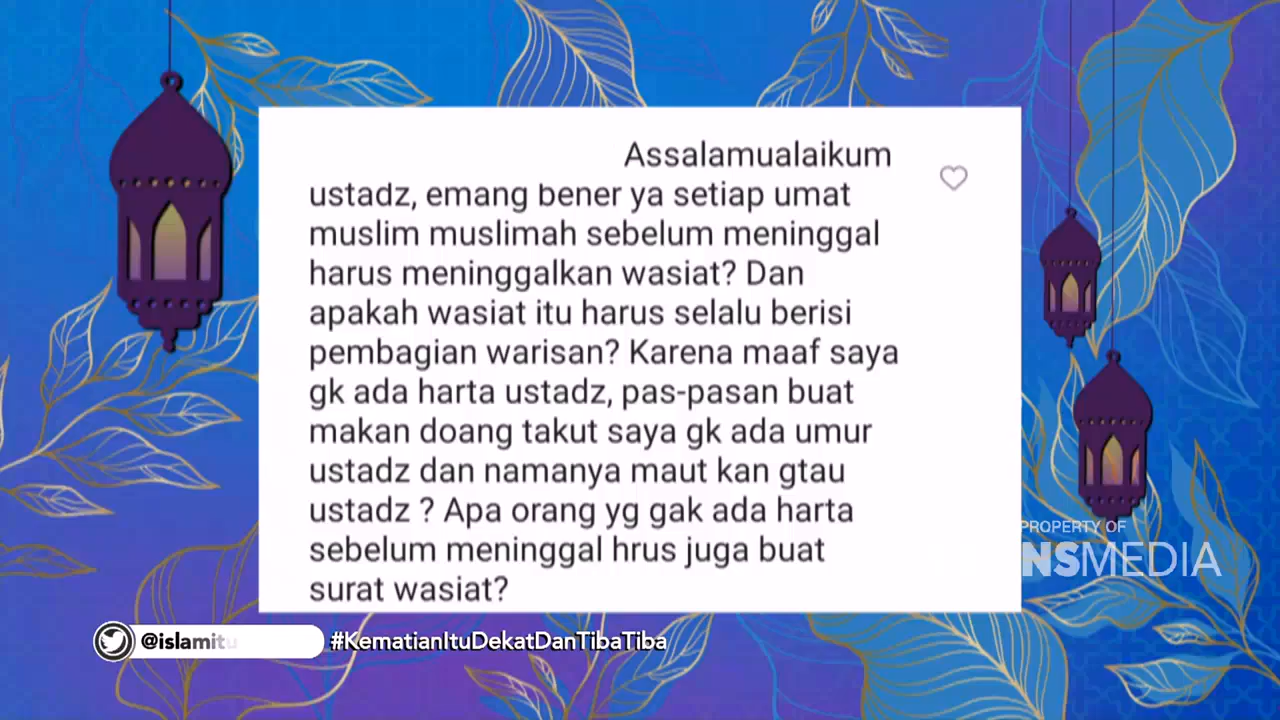 Assalamualaikum
ustadz, emang bener ya setiap umat
muslim muslimah sebelum meninggal
harus meninggalkan wasiat? Dan
apakah wasiat itu harus selalu berisi
pembagian warisan? Karena maaf saya
gk ada harta ustadz, pas-pasan buat
makan doang takut saya gk ada umur
ustadz dan namanya maut kan gtau
ustadz ? Apa orang yg gak ada harta
sebelum meninggal hrus juga buat
surat wasiat?
PROPERTY OF
NSMEDIA
@islamitu #KematianItuDekatDanTibaTiba